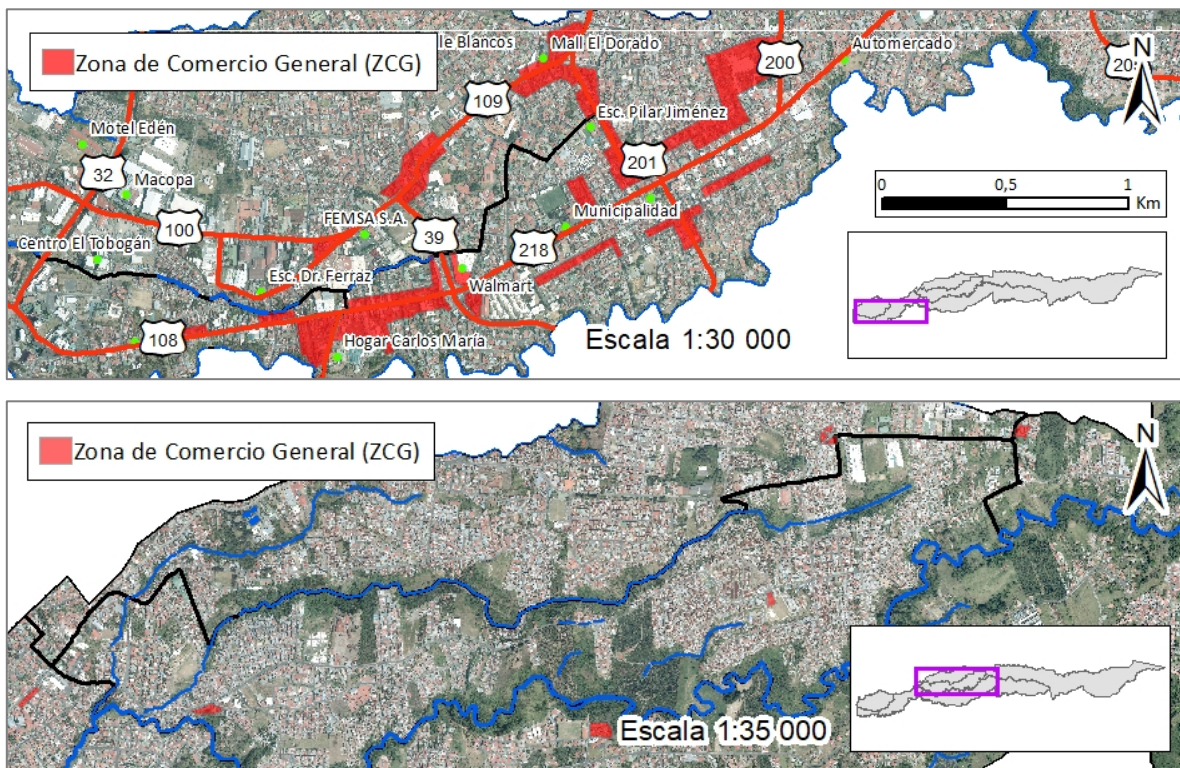 Zona de Comercio General (ZCG)
le Blancos
Mall El Dorado
Automercado
200
109
Esc. Pilar Jiménez
N
Motel Edén
32
Macopa
201
0 0,5 1
Km
Municipalidad
FEMSA S.A.
100
39
218
Centro El Tobogán
Esc. Dr. Ferraz
Walmart
108
Hogar Carlos María
Escala 1:30 000
Zona de Comercio General (ZCG)
N
Escala 1:35 000